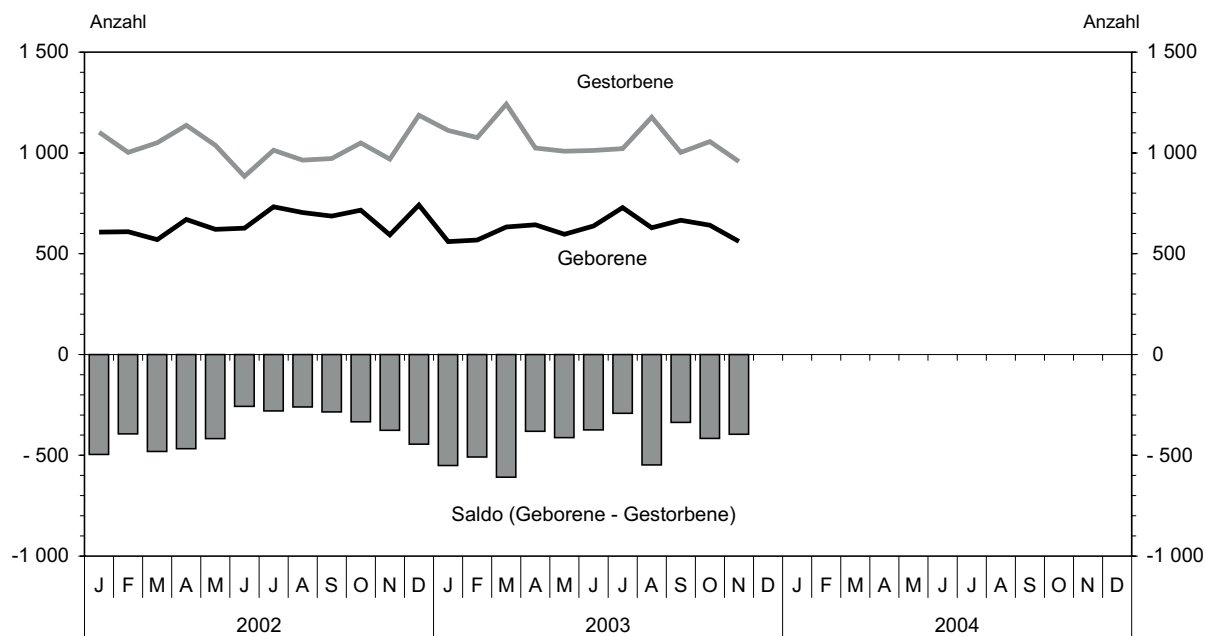 Anzahl Anzahl
1 500 1 500
Gestorbene
1 000 1 000
500 500
Geborene
0 0
- 500 - 500
Saldo (Geborene - Gestorbene)
-1 000 -1 000
J F M A M J J A S O N D J F M A M J J A S O N D J F M A M J J A S O N D
2002 2003 2004